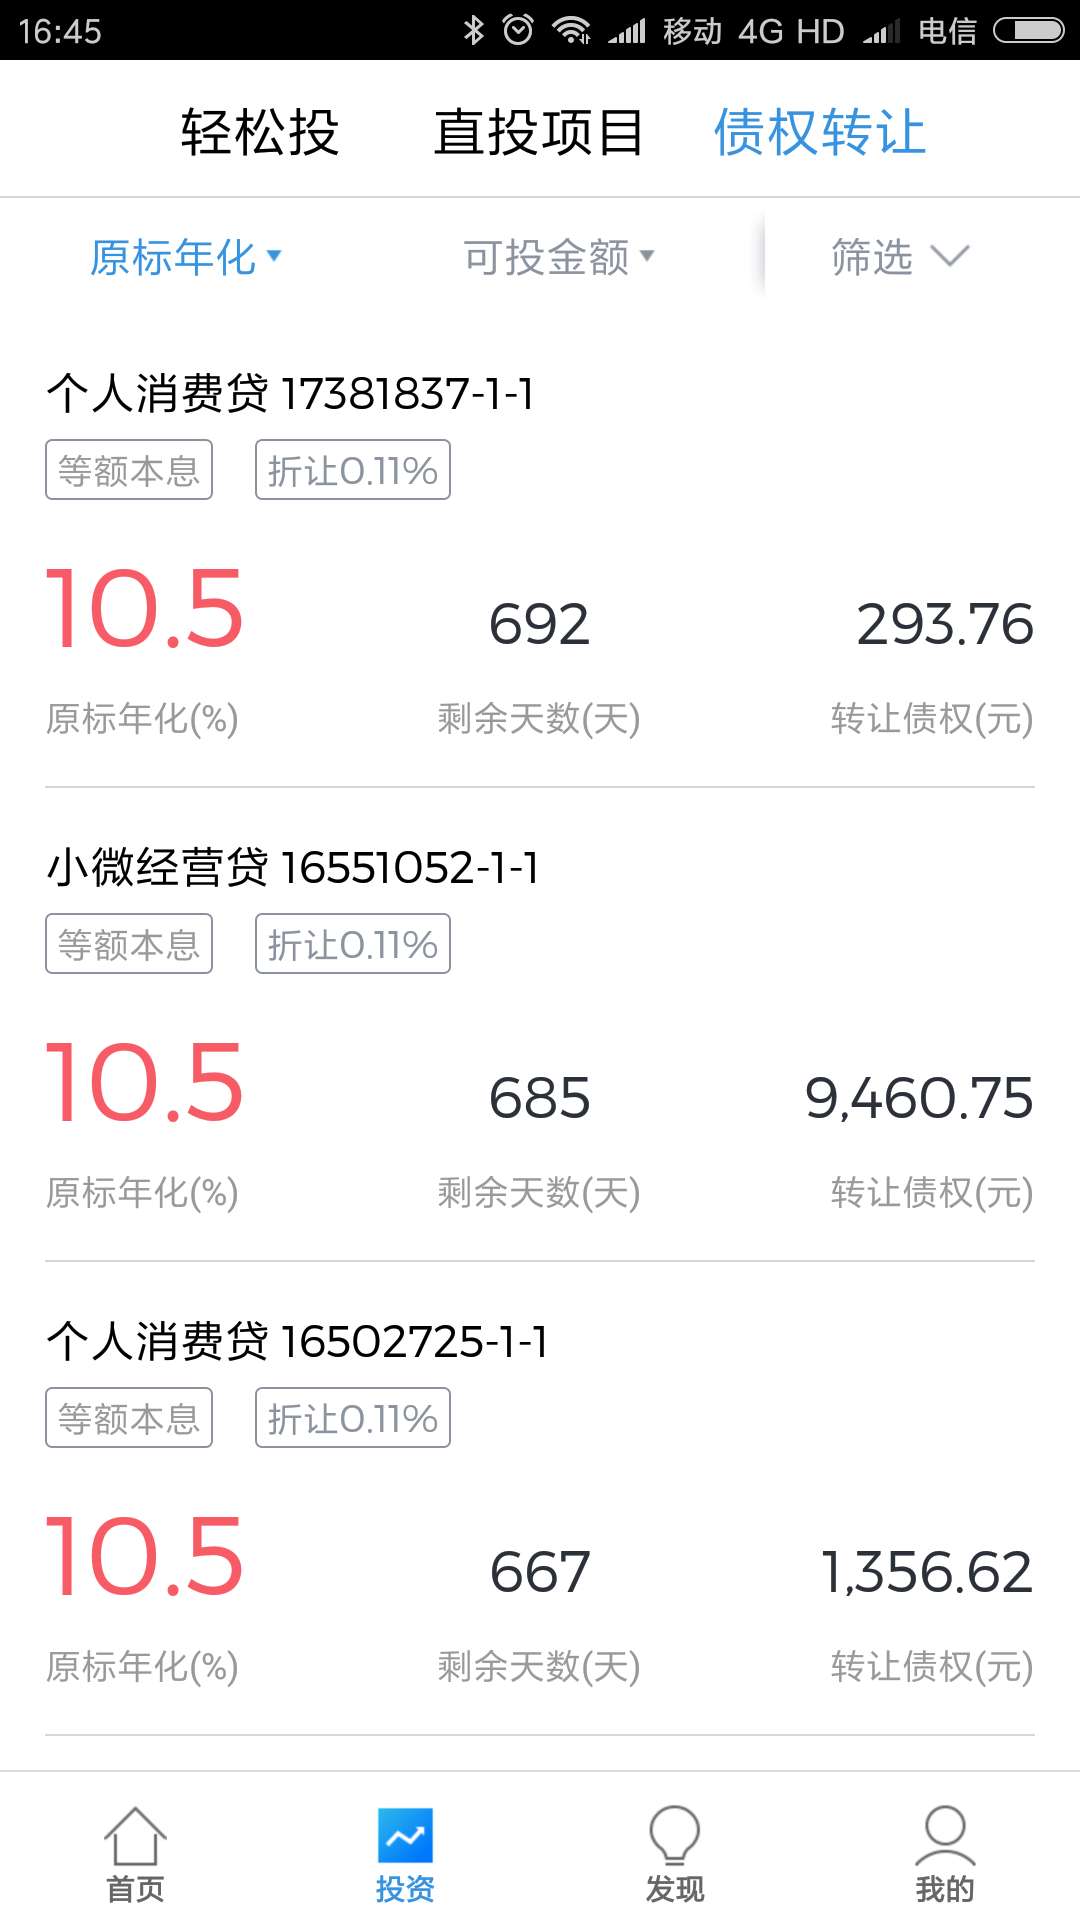 16:45 移动 4G HD 电信
轻松投 直投项目 债权转让
原标年化 可投金额 筛选
个人消费贷 17381837-1-1
等额本息 折让0.11%
10.5 692 293.76
原标年化(%) 剩余天数(天) 转让债权(元)
小微经营贷 16551052-1-1
等额本息 折让0.11%
10.5 685 9,460.75
原标年化(%) 剩余天数(天) 转让债权(元)
个人消费贷 16502725-1-1
等额本息 折让0.11%
10.5 667 1,356.62
原标年化(%) 剩余天数(天) 转让债权(元)
首页 投资 发现 我的